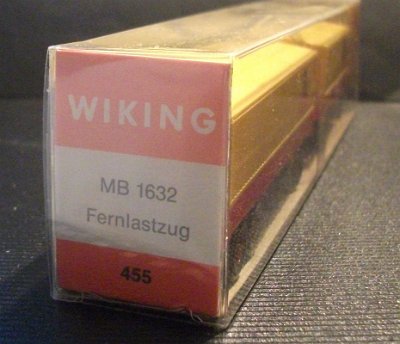 WIKING
MB 1632
Fernlastzug
455